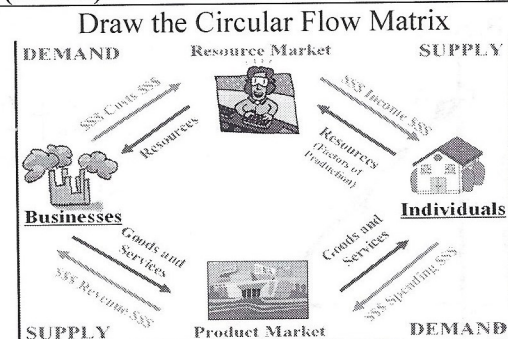 Draw the Circular Flow Matrix
DEMAND
Resource Market
SUPPLY
$$$ Costs $$$
$$$ Income $$$
Resources
Resources
(Factors of
Production)
Businesses
Individuals
Goods and
Services
Goods and
Services
$$$ Revenue $$$
$$$ Spending $$$
SUPPLY
Product Market
DEMAND